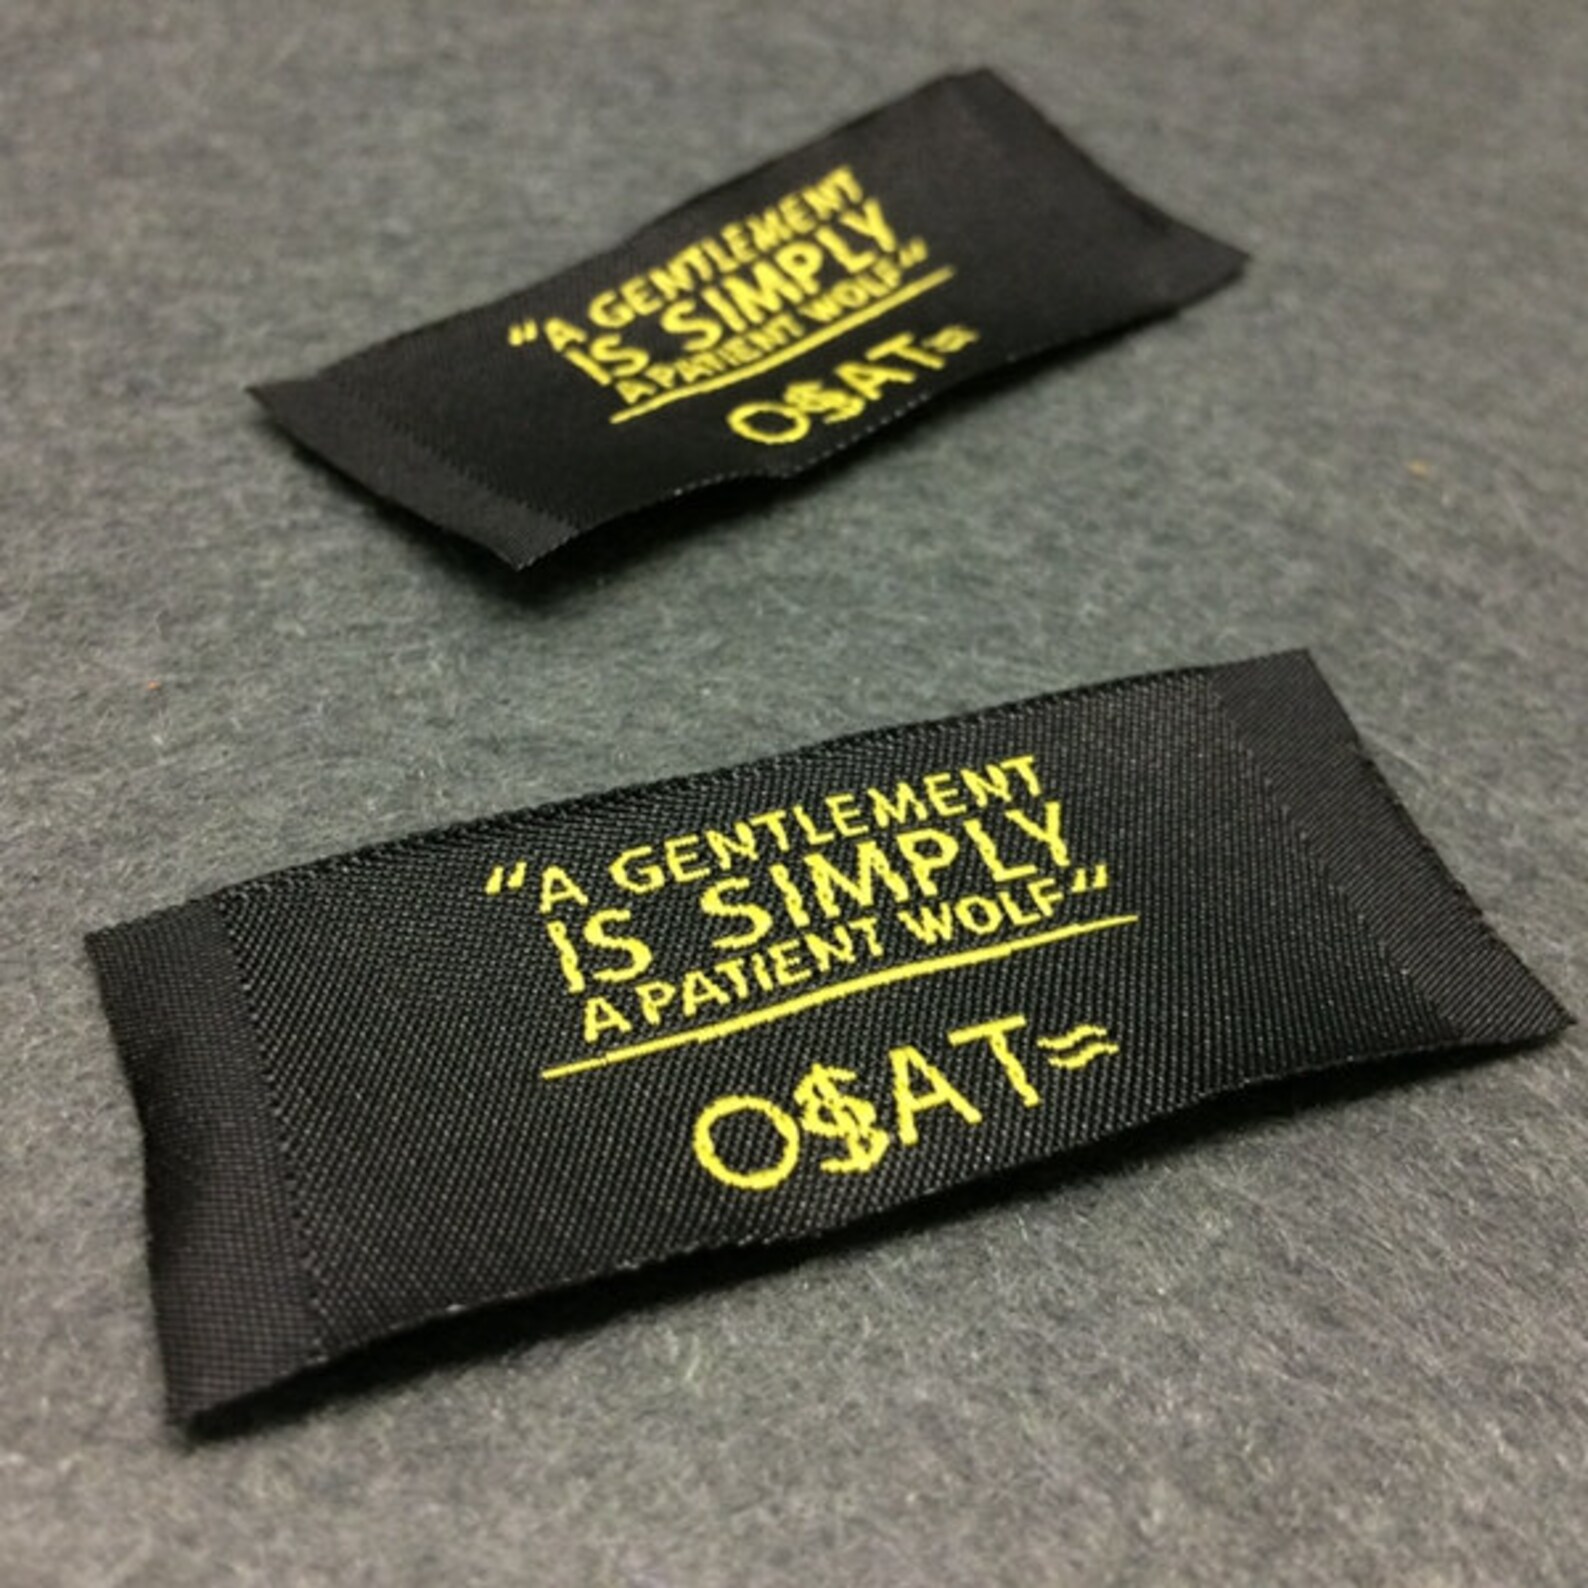 “A GENTLEMENT
IS SIMPLY
A PATIENT WOLF“
O$AT≈
“A GENTLEMENT
IS SIMPLY
A PATIENT WOLF“
O$AT≈